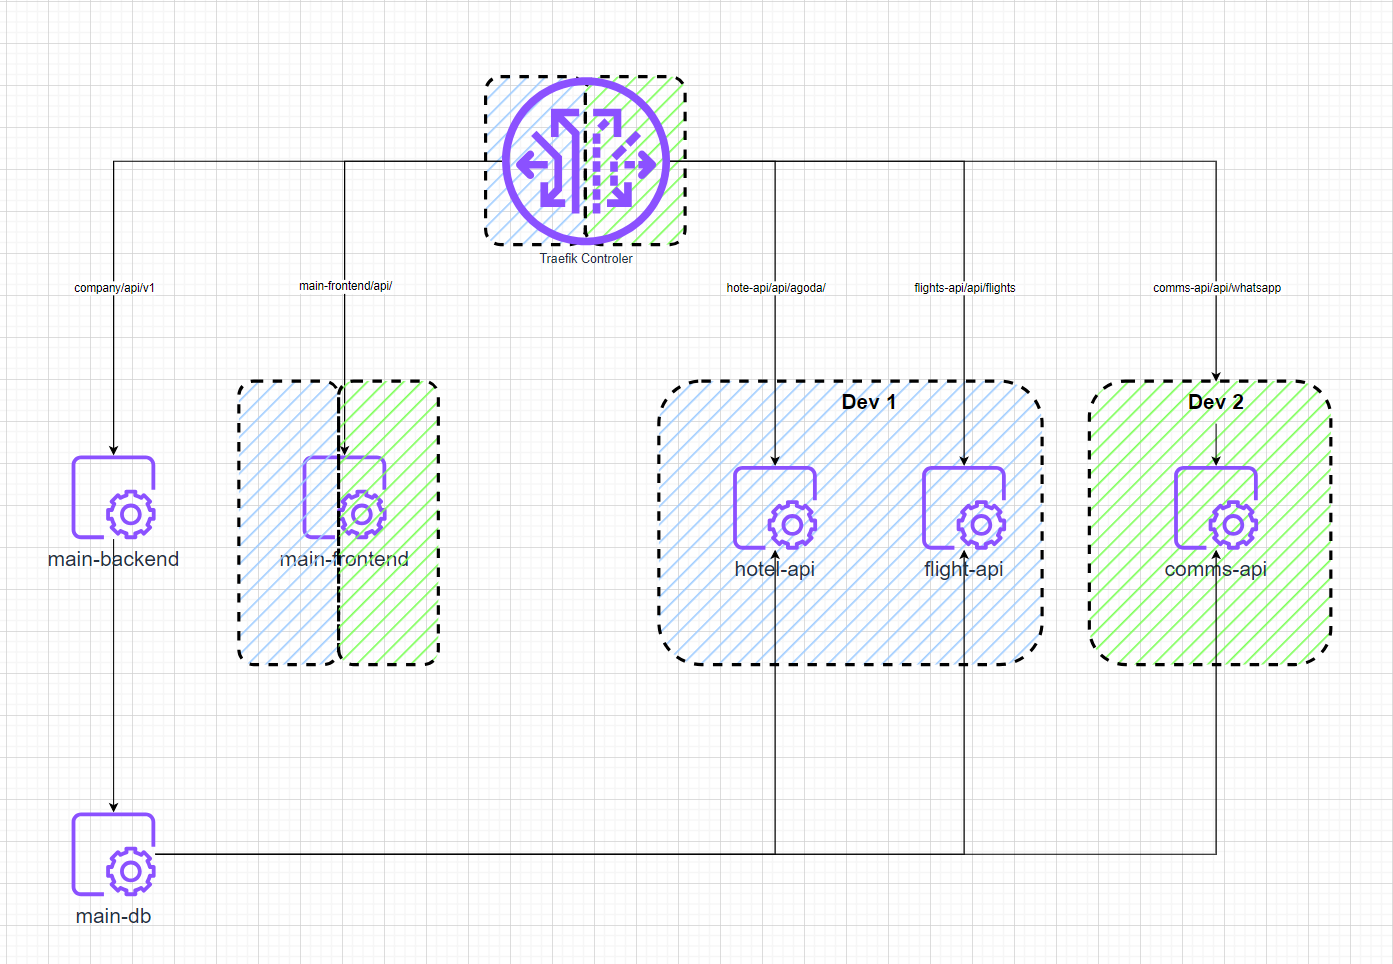 Traefik Controler
company/api/v1
main-frontend/api/
hote-api/api/agoda/
flights-api/api/flights
comms-api/api/whatsapp
Dev 1
Dev 2
main-backend
main-frontend
hotel-api
flight-api
comms-api
main-db